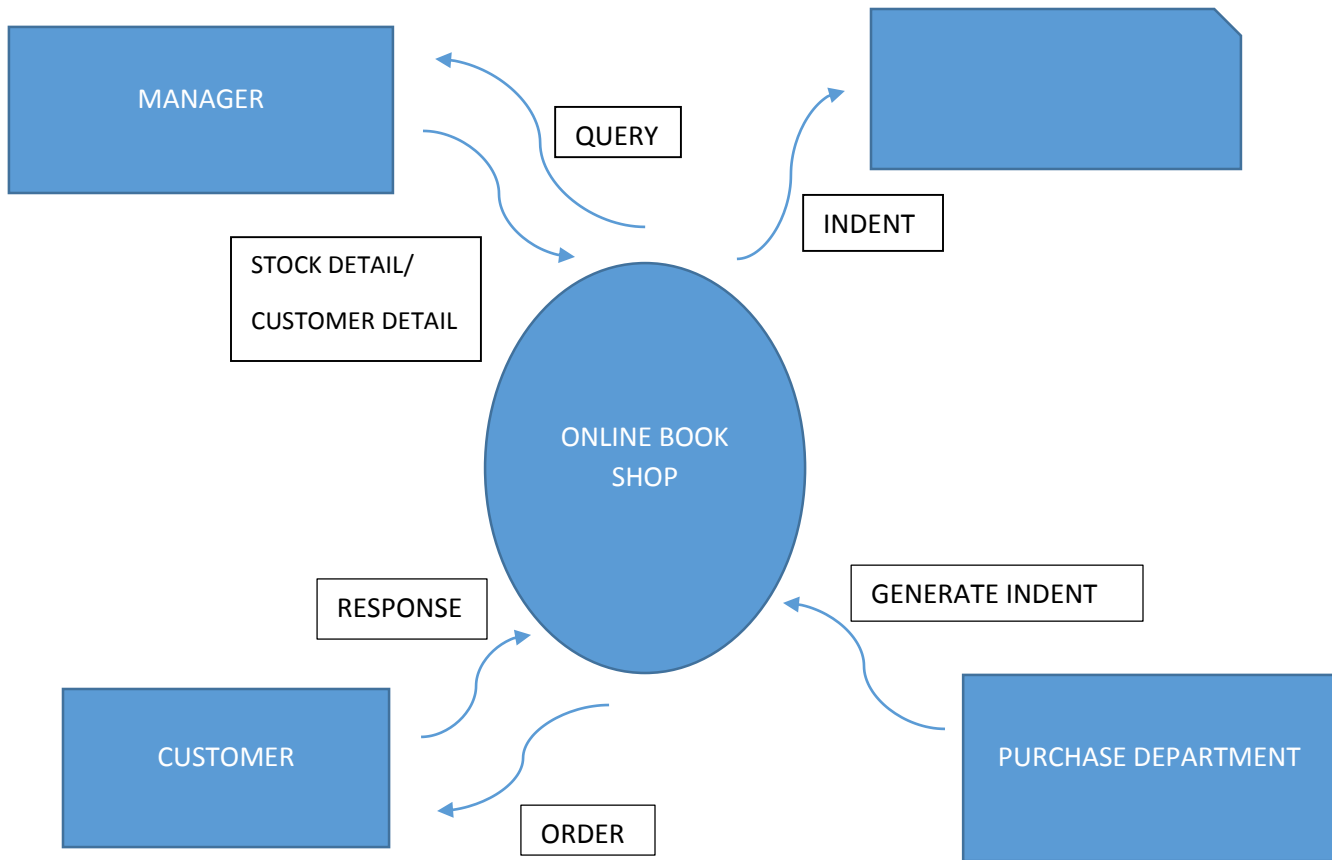 MANAGER
QUERY
INDENT
STOCK DETAIL/
CUSTOMER DETAIL
ONLINE BOOK
SHOP
RESPONSE
GENERATE INDENT
CUSTOMER
PURCHASE DEPARTMENT
ORDER